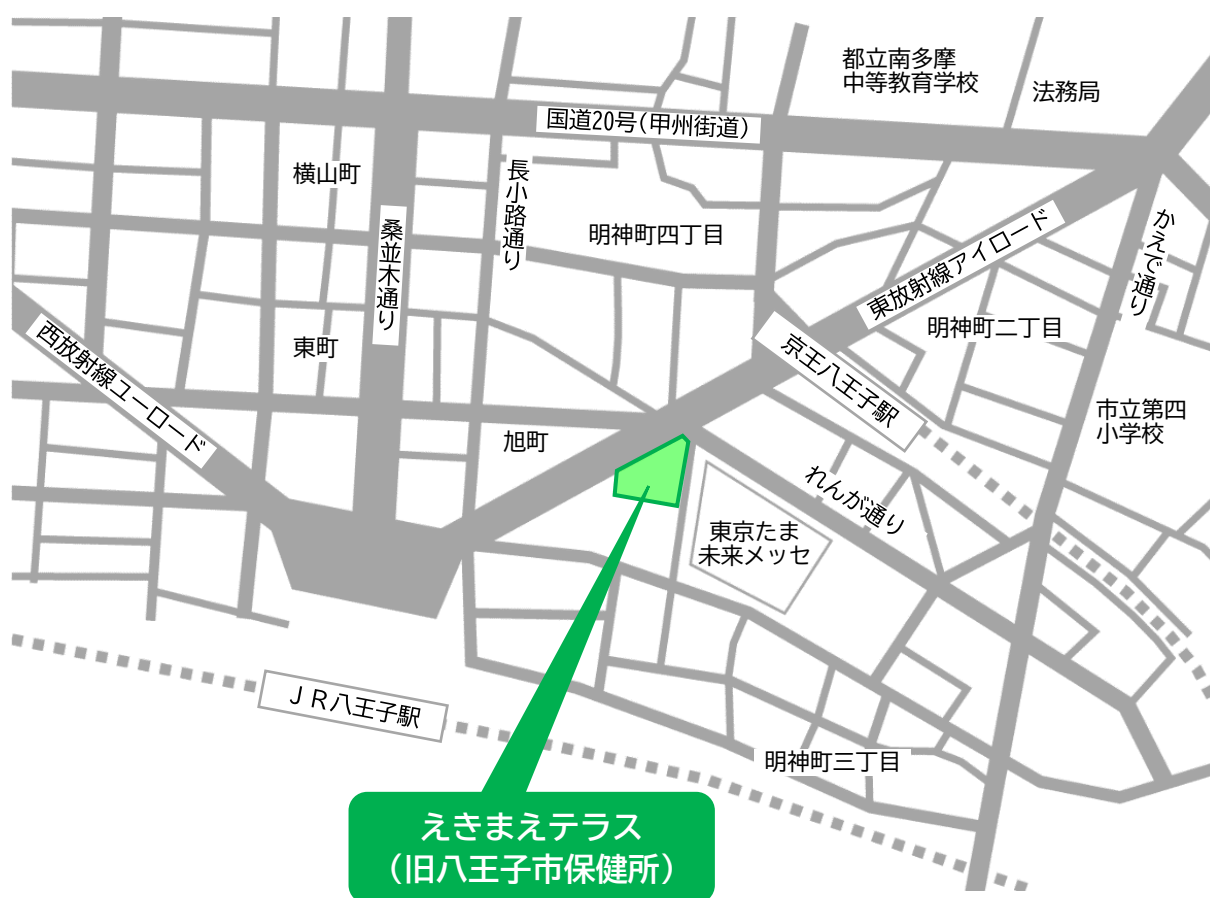 都立南多摩
中等教育学校
法務局
国道20号(甲州街道)
横山町
長小路通り
桑並木通り
明神町四丁目
かえで通り
東放射線アイロード
明神町二丁目
西放射線ユーロード
東町
京王八王子駅
市立第四
小学校
旭町
れんが通り
東京たま
未来メッセ
JR八王子駅
明神町三丁目
えきまえテラス
(旧八王子市保健所)